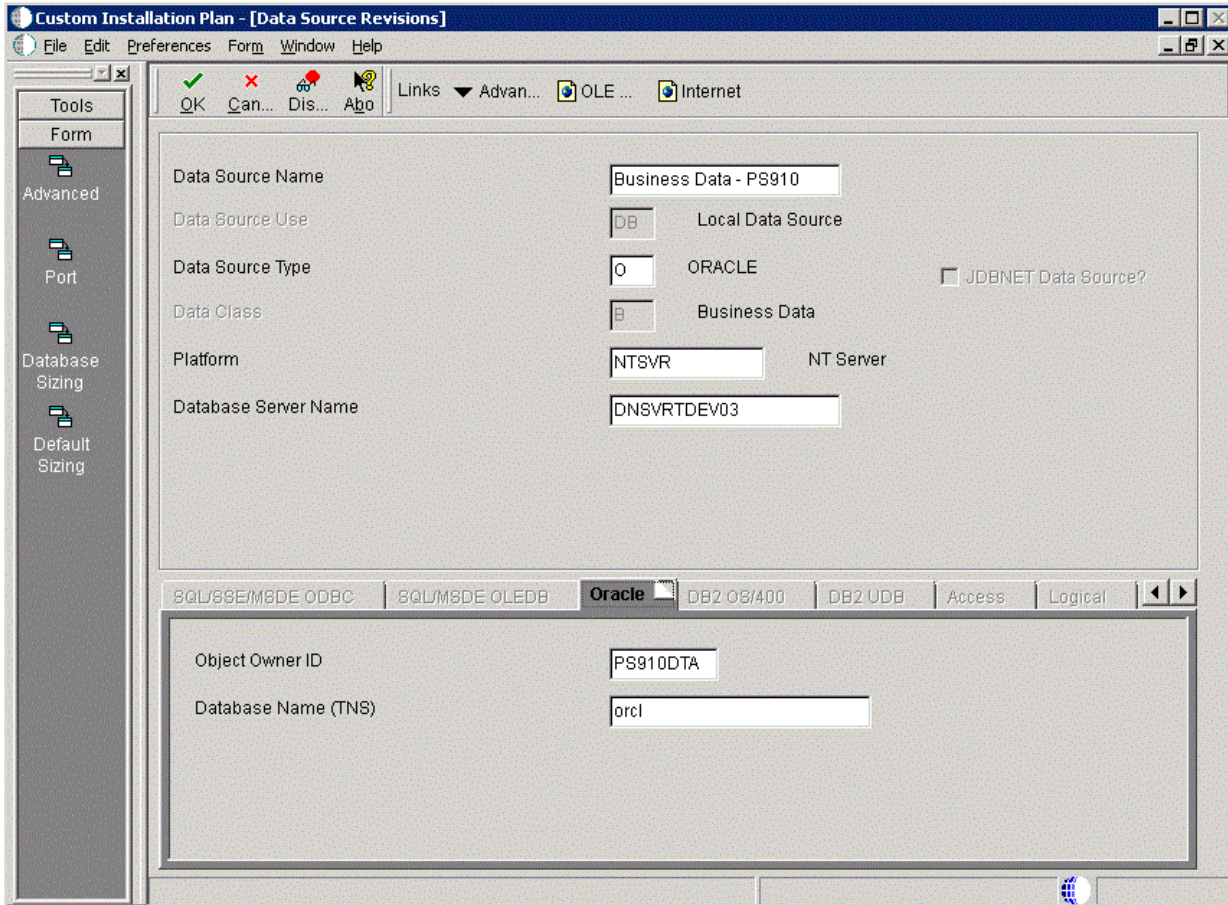 Custom Installation Plan - [Data Source Revisions]
File Edit Preferences Form Window Help
OK Can... Dis... Abo Links Advan... OLE ... Internet
Tools
Form
Advanced
Port
Database
Sizing
Default
Sizing
Data Source Name Business Data - PS910
Data Source Use DB Local Data Source
Data Source Type O ORACLE JDBNET Data Source?
Data Class B Business Data
Platform NTSVR NT Server
Database Server Name DNSVRTDEV03
SQL/SSE/MSDE ODBC SQL/MSDE OLEDB Oracle DB2 OS/400 DB2 UDB Access Logical
Object Owner ID PS910DTA
Database Name (TNS) orcl